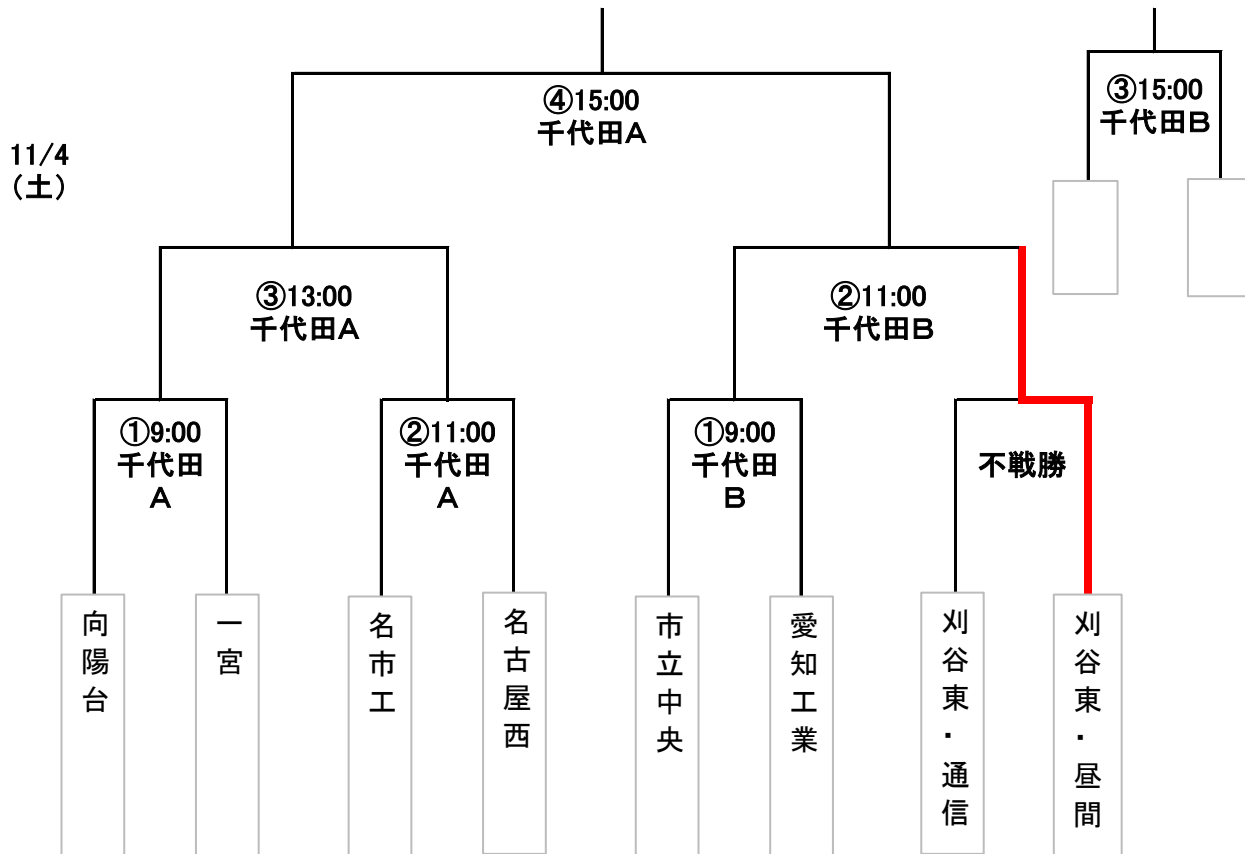 ④15:00
千代田A
③15:00
千代田B
11/4
(土)
③13:00
千代田A
②11:00
千代田B
①9:00
千代田
A
②11:00
千代田
A
①9:00
千代田
B
不戦勝
向陽台
一宮
名市工
名古屋西
市立中央
愛知工業
刈谷東・通信
刈谷東・昼間